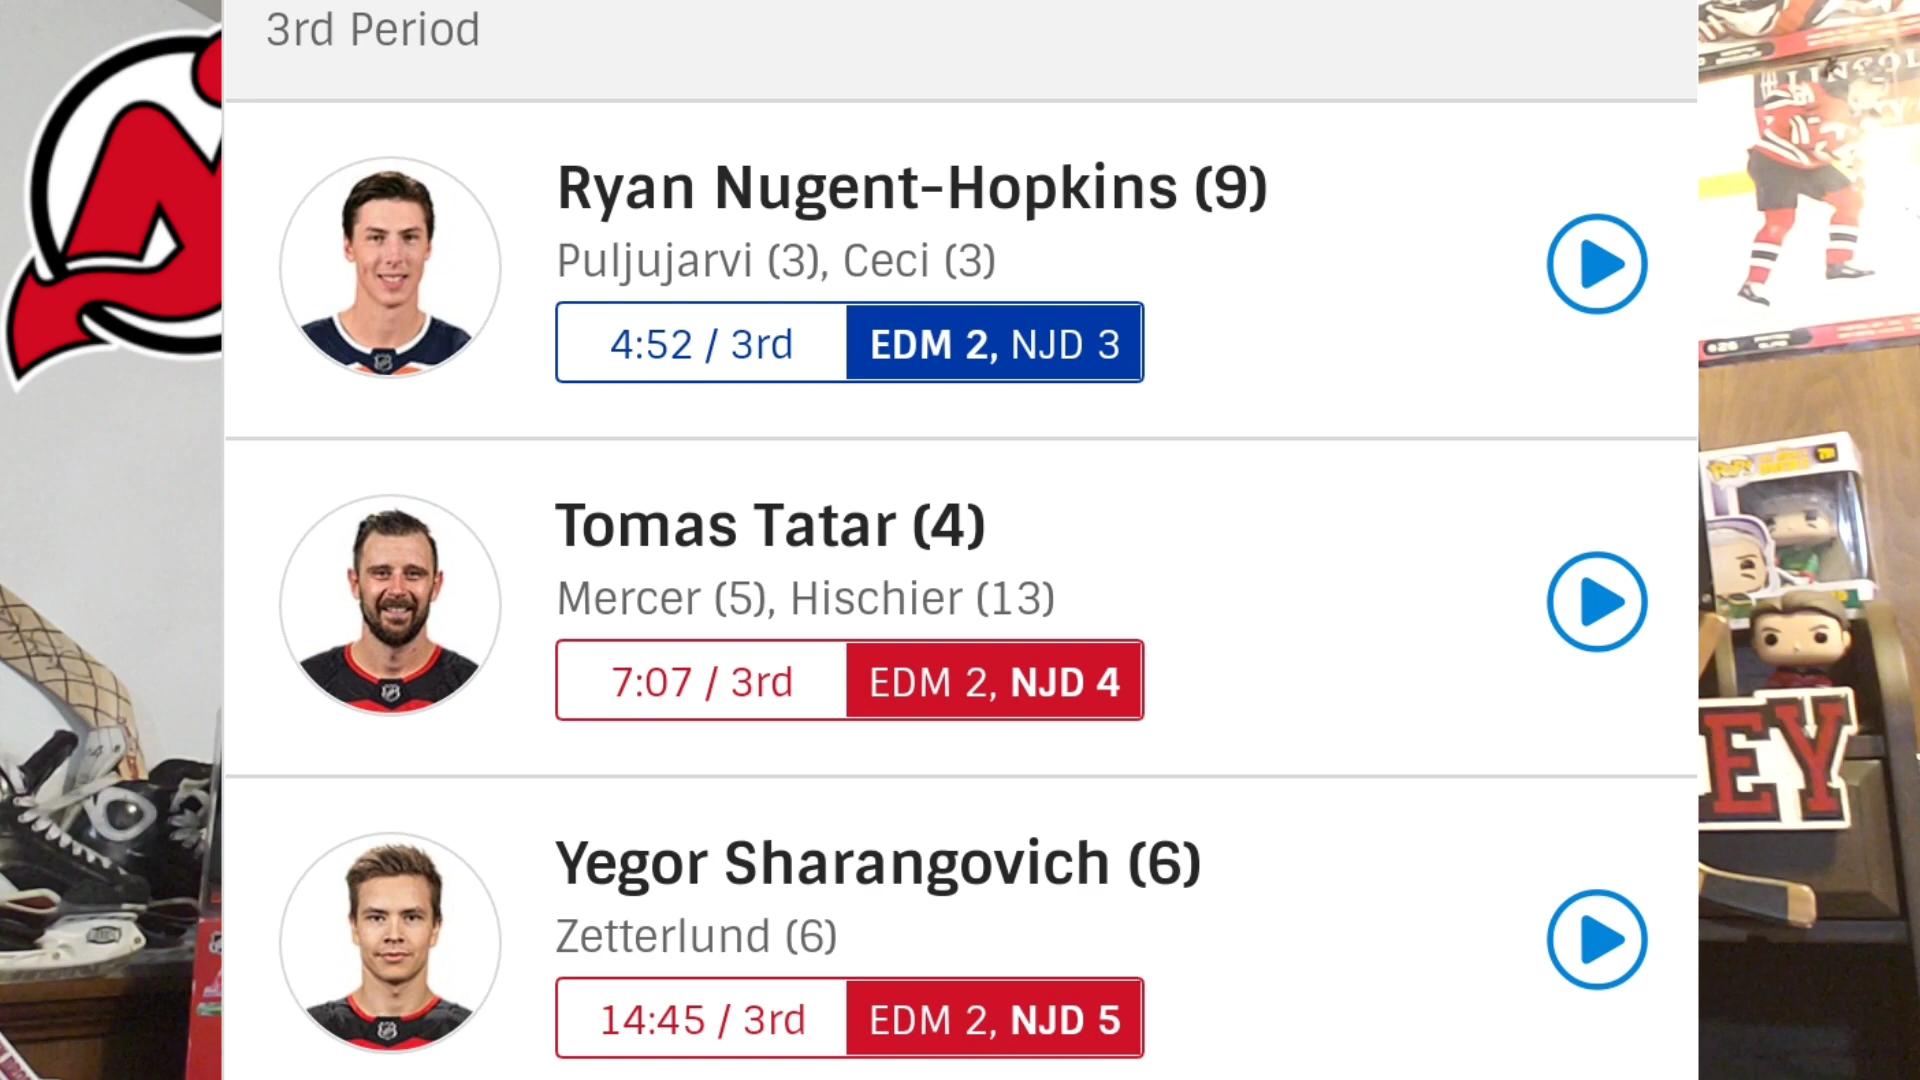 3rd Period
Ryan Nugent-Hopkins (9)
Puljujarvi (3), Ceci (3)
4:52 / 3rd EDM 2, NJD 3
Tomas Tatar (4)
Mercer (5), Hischier (13)
7:07 / 3rd EDM 2, NJD 4
Yegor Sharangovich (6)
Zetterlund (6)
14:45 / 3rd EDM 2, NJD 5
POP!
EY